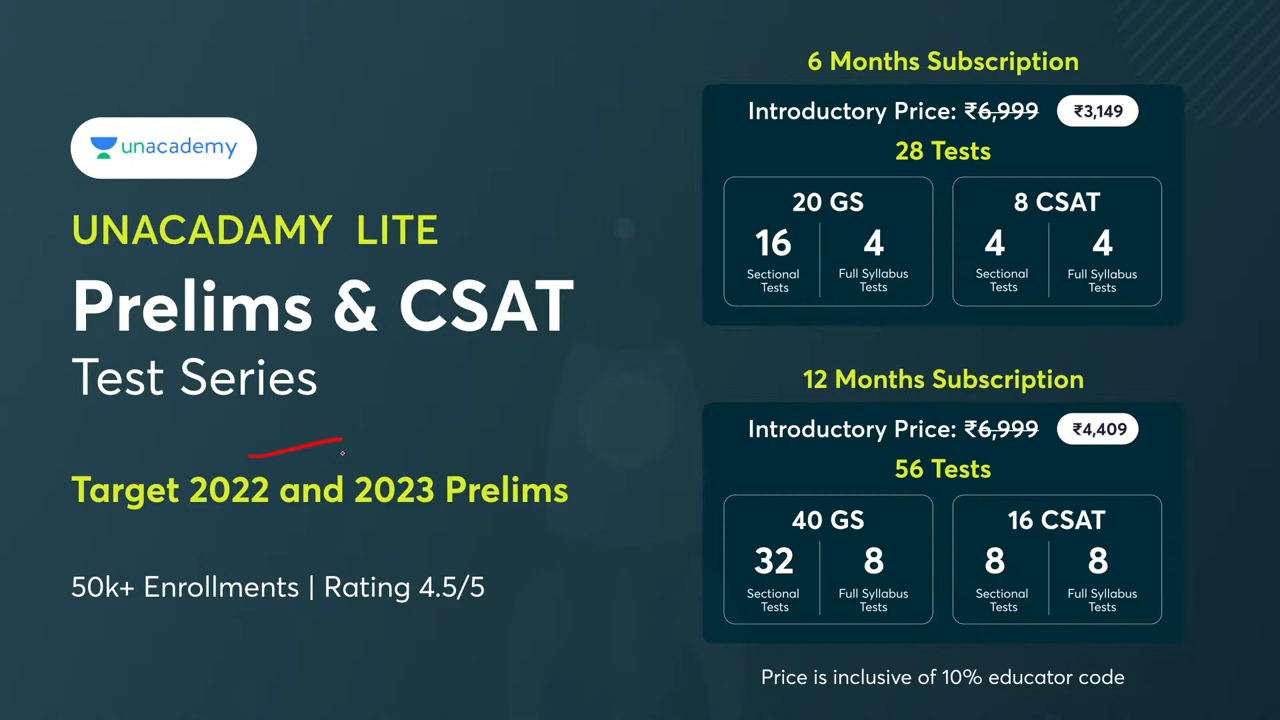 unacademy
UNACADAMY LITE
Prelims & CSAT
Test Series
Target 2022 and 2023 Prelims
50k+ Enrollments | Rating 4.5/5
6 Months Subscription
Introductory Price: ₹6,999 ₹3,149
28 Tests
20 GS
16
Sectional
Tests
4
Full Syllabus
Tests
8 CSAT
4
Sectional
Tests
4
Full Syllabus
Tests
12 Months Subscription
Introductory Price: ₹6,999 ₹4,409
56 Tests
40 GS
32
Sectional
Tests
8
Full Syllabus
Tests
16 CSAT
8
Sectional
Tests
8
Full Syllabus
Tests
Price is inclusive of 10% educator code